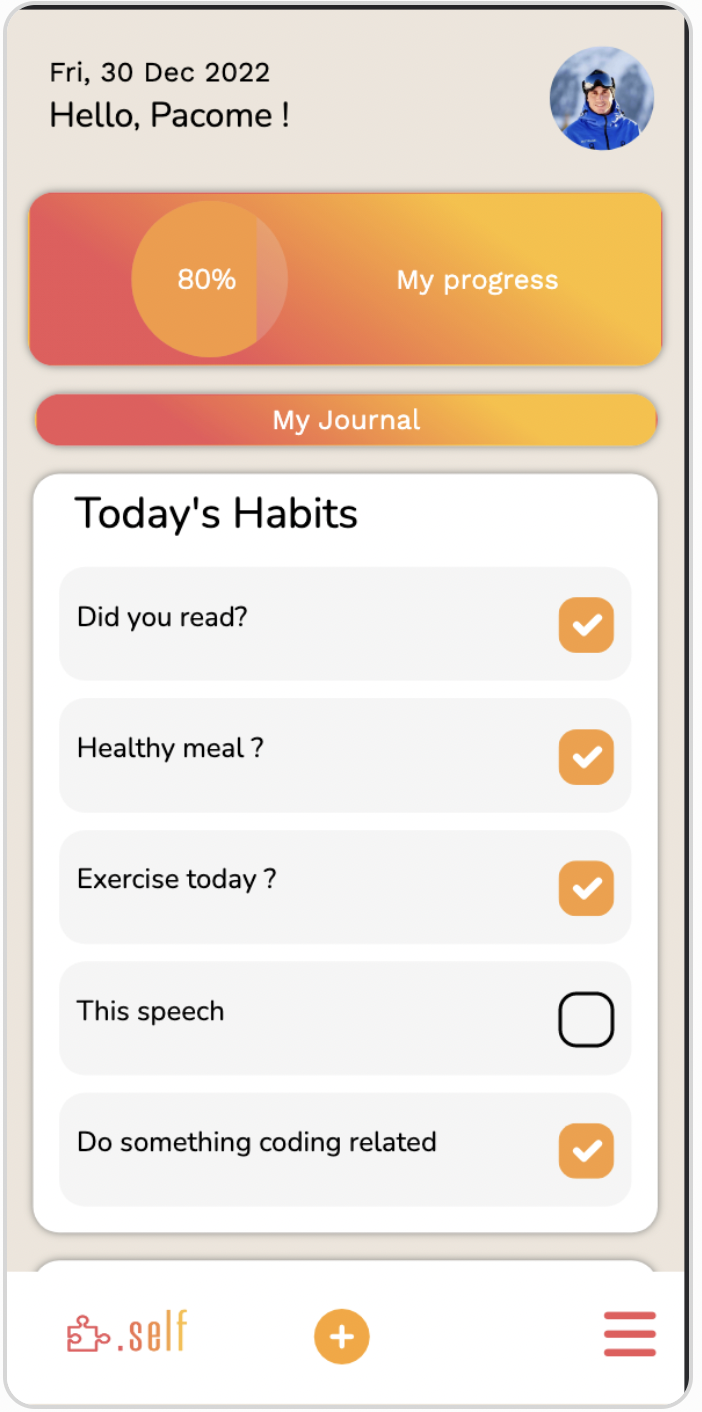 Fri, 30 Dec 2022
Hello, Pacome !
80%
My progress
My Journal
Today's Habits
Did you read?
Healthy meal ?
Exercise today ?
This speech
Do something coding related
.self